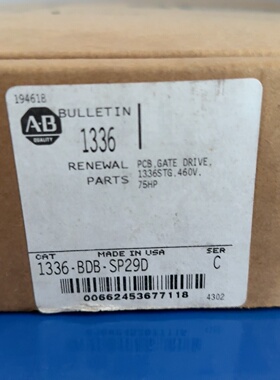 194618
A-B
QUALITY
BULLETIN
1336
RENEWAL
PARTS
PCB,GATE DRIVE,
1336STG,460V,
75HP
CAT
MADE IN USA
SER
1336-BDB-SP29D
C
00662453677118
4302